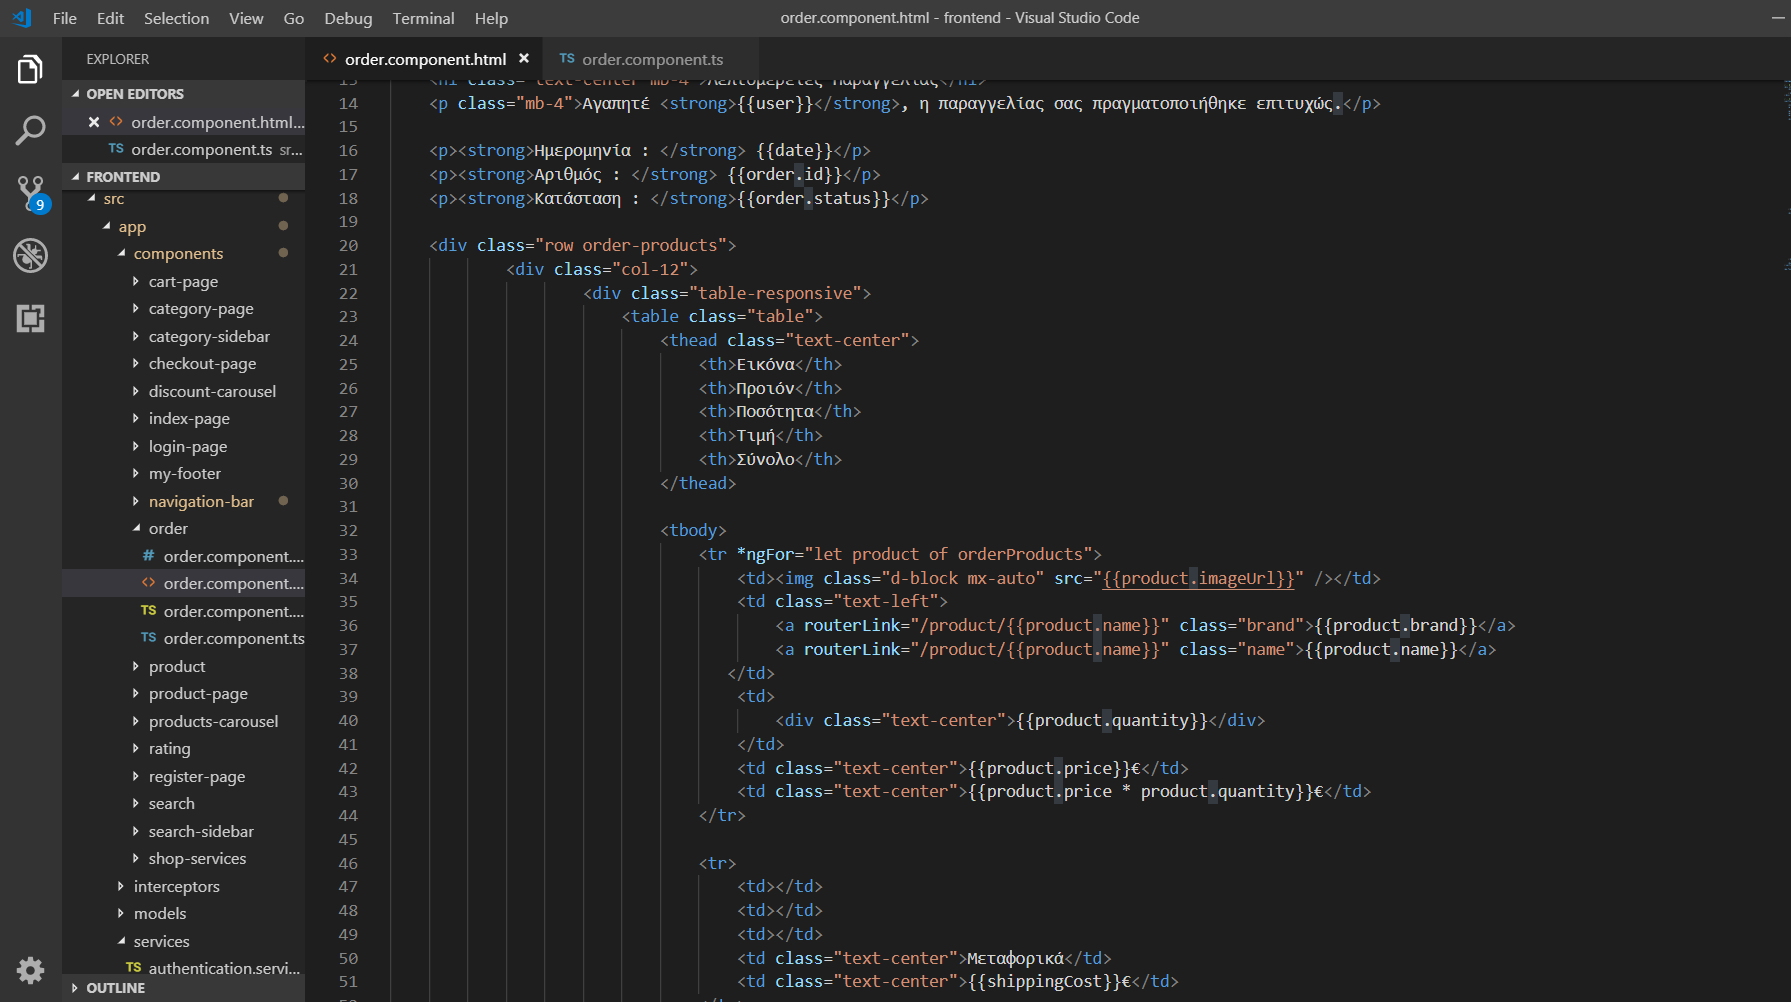 File Edit Selection View Go Debug Terminal Help
order.component.html - frontend - Visual Studio Code
EXPLORER
OPEN EDITORS
order.component.html...
TS order.component.ts sr...
FRONTEND
src
app
components
cart-page
category-page
category-sidebar
checkout-page
discount-carousel
index-page
login-page
my-footer
navigation-bar
order
# order.component....
<> order.component....
TS order.component....
TS order.component.ts
product
product-page
products-carousel
rating
register-page
search
search-sidebar
shop-services
interceptors
models
services
TS authentication.servi...
OUTLINE
9
<> order.component.html
TS order.component.ts
13 <h1 class="text-center mb-4">Λεπτομέρειες Παραγγελίας</h1>
14 <p class="mb-4">Αγαπητέ <strong>{{user}}</strong>, η παραγγελίας σας πραγματοποιήθηκε επιτυχώς.</p>
15
16 <p><strong>Ημερομηνία : </strong> {{date}}</p>
17 <p><strong>Αριθμός : </strong> {{order.id}}</p>
18 <p><strong>Κατάσταση : </strong>{{order.status}}</p>
19
20 <div class="row order-products">
21 <div class="col-12">
22 <div class="table-responsive">
23 <table class="table">
24 <thead class="text-center">
25 <th>Εικόνα</th>
26 <th>Προιόν</th>
27 <th>Ποσότητα</th>
28 <th>Τιμή</th>
29 <th>Σύνολο</th>
30 </thead>
31
32 <tbody>
33 <tr *ngFor="let product of orderProducts">
34 <td><img class="d-block mx-auto" src="{{product.imageUrl}}" /></td>
35 <td class="text-left">
36 <a routerLink="/product/{{product.name}}" class="brand">{{product.brand}}</a>
37 <a routerLink="/product/{{product.name}}" class="name">{{product.name}}</a>
38 </td>
39 <td>
40 <div class="text-center">{{product.quantity}}</div>
41 </td>
42 <td class="text-center">{{product.price}}€</td>
43 <td class="text-center">{{product.price * product.quantity}}€</td>
44 </tr>
45
46 <tr>
47 <td></td>
48 <td></td>
49 <td></td>
50 <td class="text-center">Μεταφορικά</td>
51 <td class="text-center">{{shippingCost}}€</td>